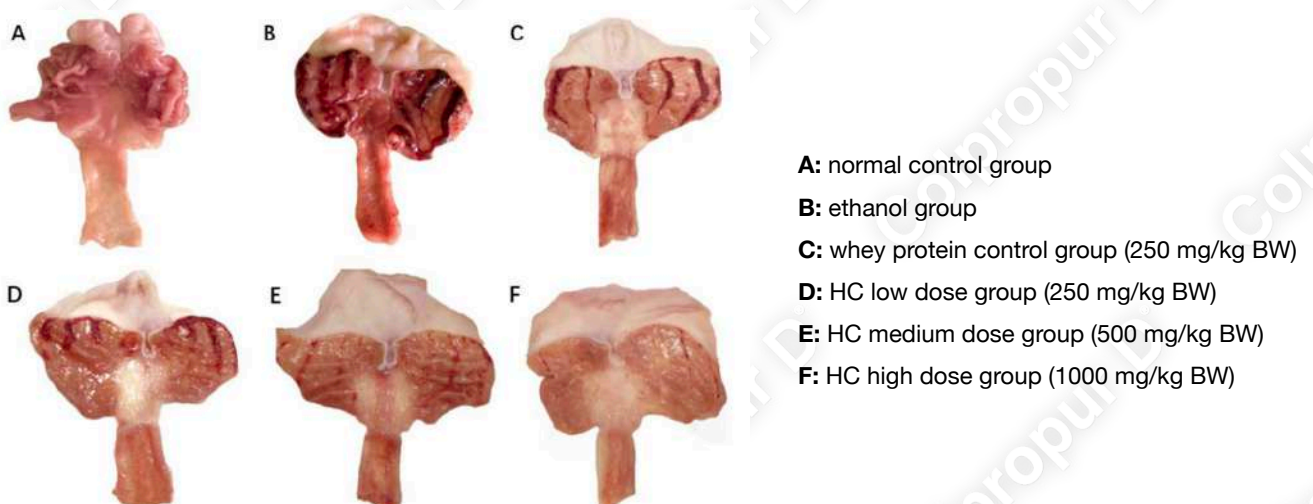 A
B
C
D
E
F
A: normal control group
B: ethanol group
C: whey protein control group (250 mg/kg BW)
D: HC low dose group (250 mg/kg BW)
E: HC medium dose group (500 mg/kg BW)
F: HC high dose group (1000 mg/kg BW)
Colpropur D